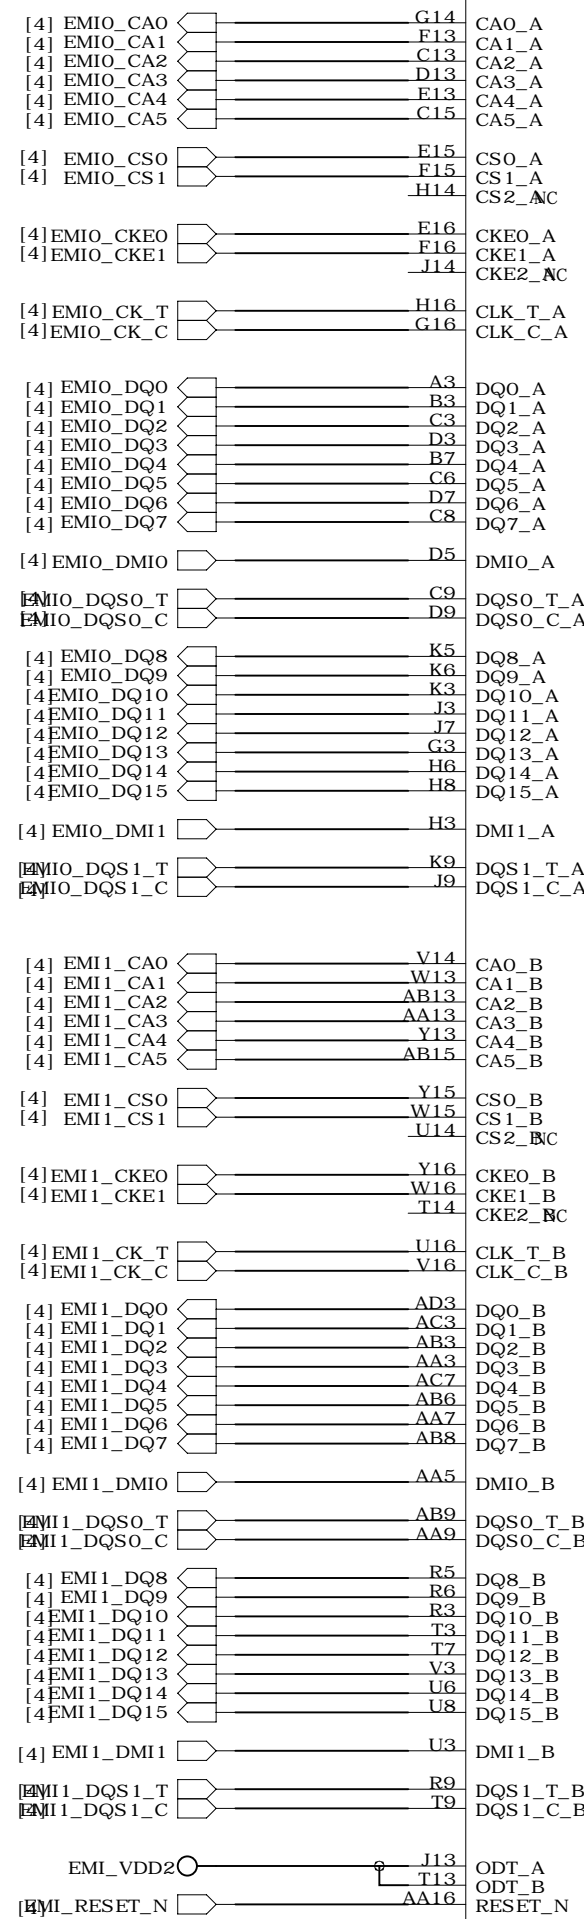 [4] EMI0_CA0 G14 CA0_A
[4] EMI0_CA1 F13 CA1_A
[4] EMI0_CA2 C13 CA2_A
[4] EMI0_CA3 D13 CA3_A
[4] EMI0_CA4 E13 CA4_A
[4] EMI0_CA5 C15 CA5_A
[4] EMI0_CS0 E15 CS0_A
[4] EMI0_CS1 F15 CS1_A
H14 CS2_A NC
[4] EMI0_CKE0 E16 CKE0_A
[4] EMI0_CKE1 F16 CKE1_A
J14 CKE2_A NC
[4] EMI0_CK_T H16 CLK_T_A
[4] EMI0_CK_C G16 CLK_C_A
[4] EMI0_DQ0 A3 DQ0_A
[4] EMI0_DQ1 B3 DQ1_A
[4] EMI0_DQ2 C3 DQ2_A
[4] EMI0_DQ3 D3 DQ3_A
[4] EMI0_DQ4 B7 DQ4_A
[4] EMI0_DQ5 C6 DQ5_A
[4] EMI0_DQ6 D7 DQ6_A
[4] EMI0_DQ7 C8 DQ7_A
[4] EMI0_DMI0 D5 DMI0_A
[4] EMI0_DQS0_T C9 DQS0_T_A
[4] EMI0_DQS0_C D9 DQS0_C_A
[4] EMI0_DQ8 K5 DQ8_A
[4] EMI0_DQ9 K6 DQ9_A
[4] EMI0_DQ10 K3 DQ10_A
[4] EMI0_DQ11 J3 DQ11_A
[4] EMI0_DQ12 J7 DQ12_A
[4] EMI0_DQ13 G3 DQ13_A
[4] EMI0_DQ14 H6 DQ14_A
[4] EMI0_DQ15 H8 DQ15_A
[4] EMI0_DMI1 H3 DMI1_A
[4] EMI0_DQS1_T K9 DQS1_T_A
[4] EMI0_DQS1_C J9 DQS1_C_A
[4] EMI1_CA0 V14 CA0_B
[4] EMI1_CA1 W13 CA1_B
[4] EMI1_CA2 AB13 CA2_B
[4] EMI1_CA3 AA13 CA3_B
[4] EMI1_CA4 Y13 CA4_B
[4] EMI1_CA5 AB15 CA5_B
[4] EMI1_CS0 Y15 CS0_B
[4] EMI1_CS1 W15 CS1_B
U14 CS2_B NC
[4] EMI1_CKE0 Y16 CKE0_B
[4] EMI1_CKE1 W16 CKE1_B
T14 CKE2_B NC
[4] EMI1_CK_T U16 CLK_T_B
[4] EMI1_CK_C V16 CLK_C_B
[4] EMI1_DQ0 AD3 DQ0_B
[4] EMI1_DQ1 AC3 DQ1_B
[4] EMI1_DQ2 AB3 DQ2_B
[4] EMI1_DQ3 AA3 DQ3_B
[4] EMI1_DQ4 AC7 DQ4_B
[4] EMI1_DQ5 AB6 DQ5_B
[4] EMI1_DQ6 AA7 DQ6_B
[4] EMI1_DQ7 AB8 DQ7_B
[4] EMI1_DMI0 AA5 DMI0_B
[4] EMI1_DQS0_T AB9 DQS0_T_B
[4] EMI1_DQS0_C AA9 DQS0_C_B
[4] EMI1_DQ8 R5 DQ8_B
[4] EMI1_DQ9 R6 DQ9_B
[4] EMI1_DQ10 R3 DQ10_B
[4] EMI1_DQ11 T3 DQ11_B
[4] EMI1_DQ12 T7 DQ12_B
[4] EMI1_DQ13 V3 DQ13_B
[4] EMI1_DQ14 U6 DQ14_B
[4] EMI1_DQ15 U8 DQ15_B
[4] EMI1_DMI1 U3 DMI1_B
[4] EMI1_DQS1_T R9 DQS1_T_B
[4] EMI1_DQS1_C T9 DQS1_C_B
EMI_VDD2 J13 ODT_A
T13 ODT_B
[4] EMI_RESET_N AA16 RESET_N